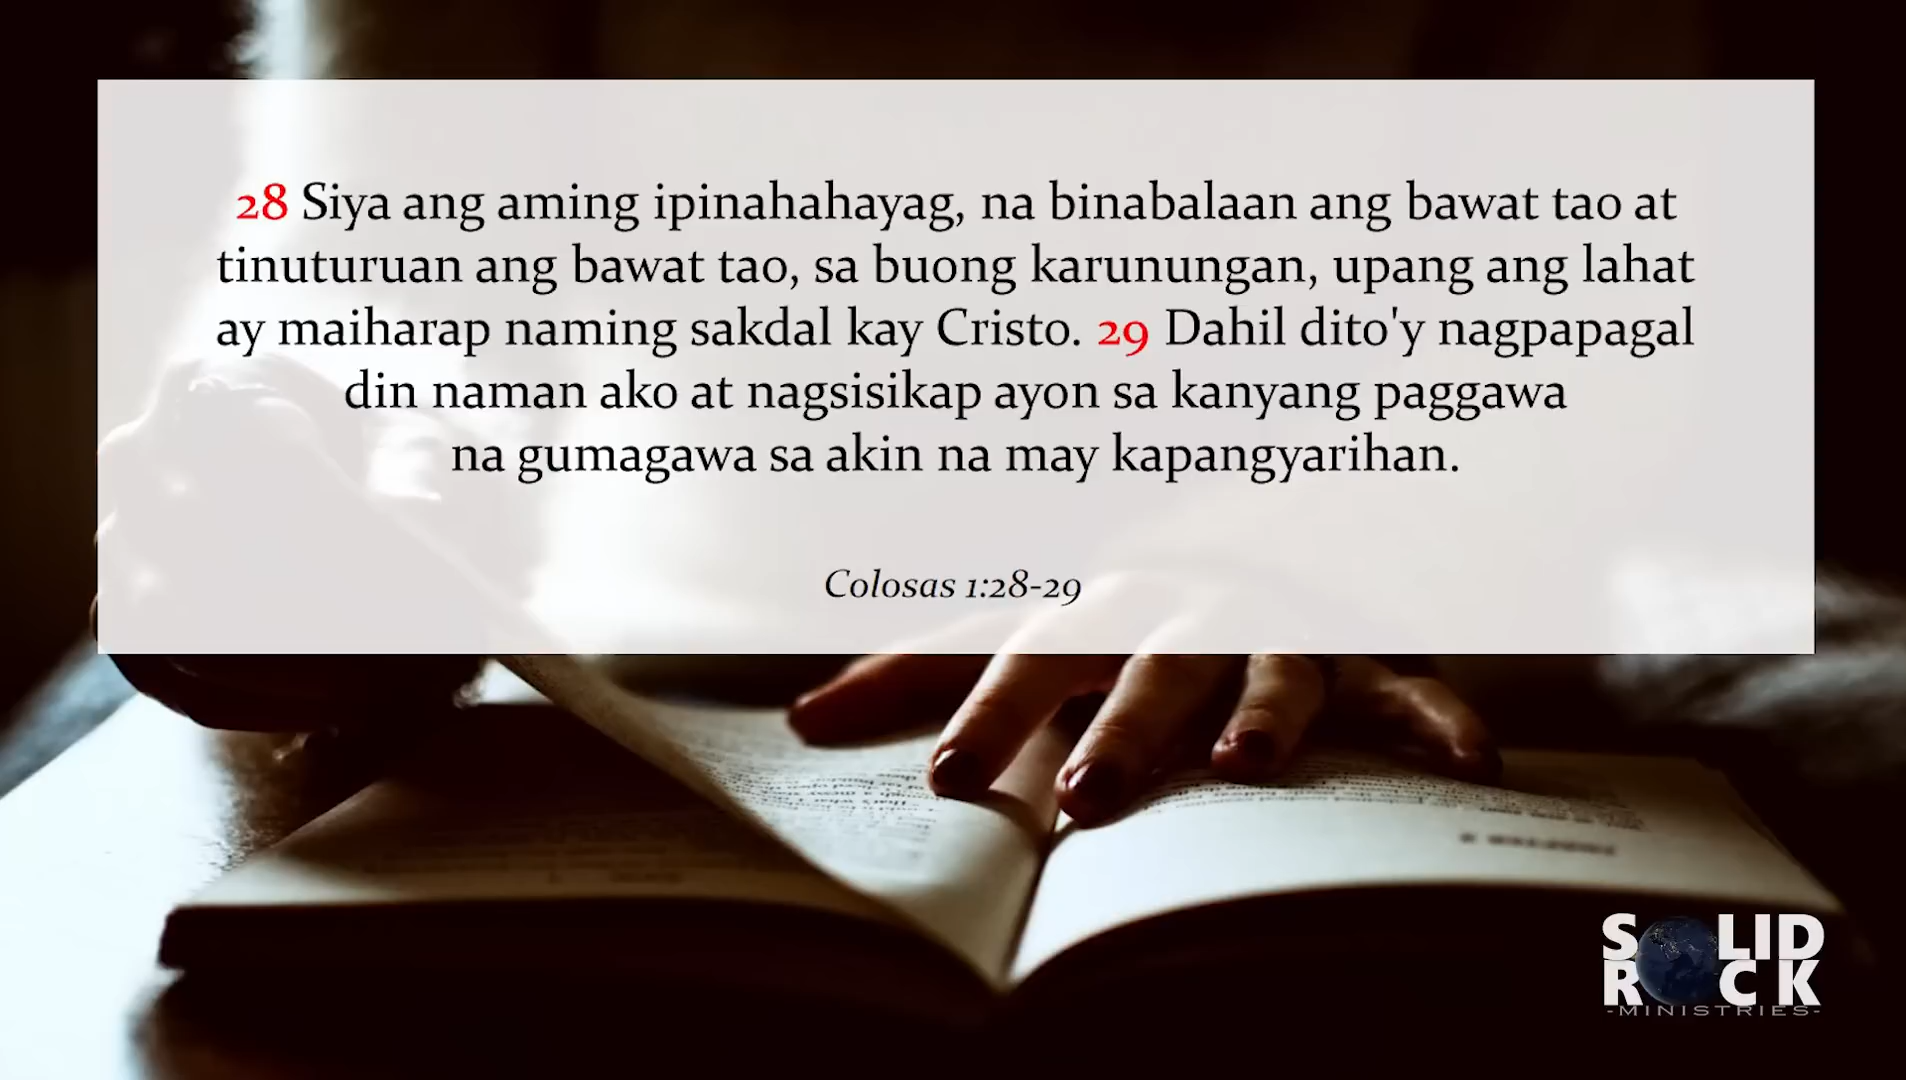 28 Siya ang aming ipinahahayag, na binabalaan ang bawat tao at
tinuturuan ang bawat tao, sa buong karunungan, upang ang lahat
ay maiharap naming sakdal kay Cristo. 29 Dahil dito'y nagpapagal
din naman ako at nagsisikap ayon sa kanyang paggawa
na gumagawa sa akin na may kapangyarihan.
Colosas 1:28-29
SOLID
ROCK
-MINISTRIES-